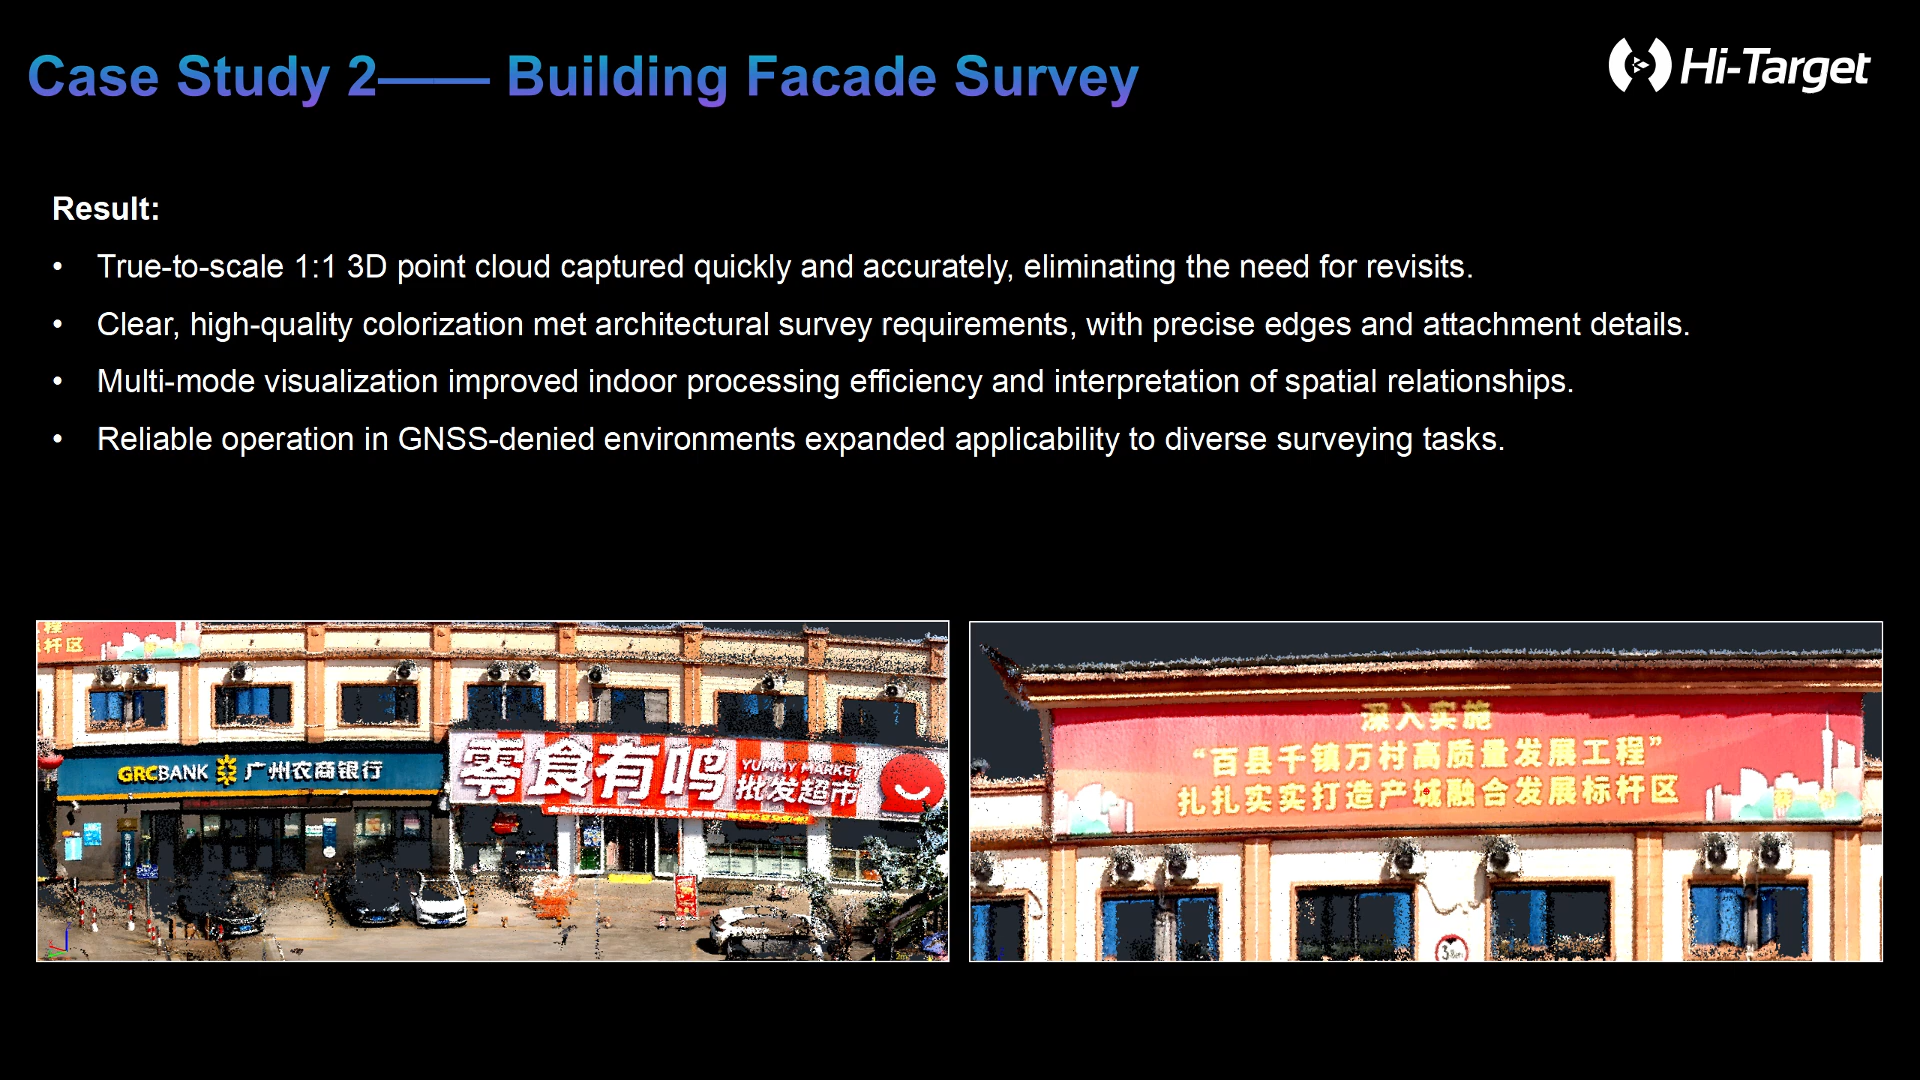 Case Study 2—— Building Facade Survey
Hi-Target
Result:
• True-to-scale 1:1 3D point cloud captured quickly and accurately, eliminating the need for revisits.
• Clear, high-quality colorization met architectural survey requirements, with precise edges and attachment details.
• Multi-mode visualization improved indoor processing efficiency and interpretation of spatial relationships.
• Reliable operation in GNSS-denied environments expanded applicability to diverse surveying tasks.
杆区
GRCBANK 广州农商银行
零食有鸣
YUMMY MARKET
批发超市
深入实施
“百县千镇万村高质量发展工程”
扎扎实实打造产城融合发展标杆区